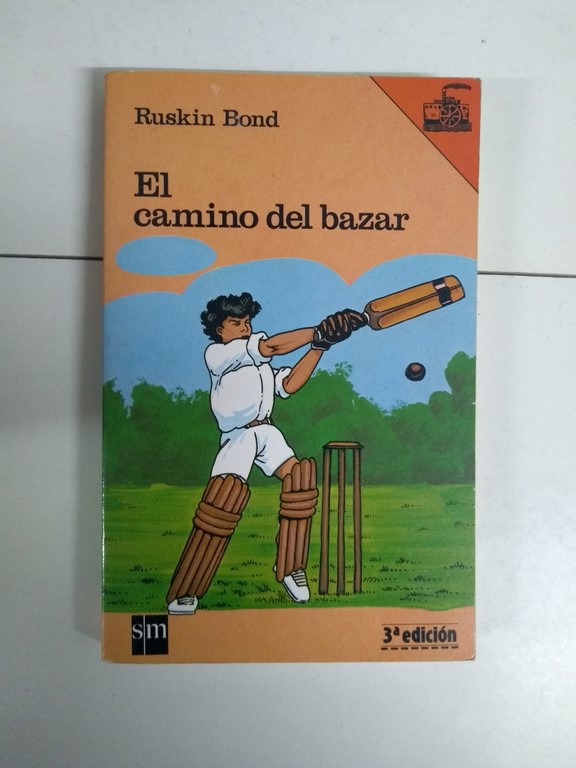 Ruskin Bond
El
camino del bazar
sm
3ª edición